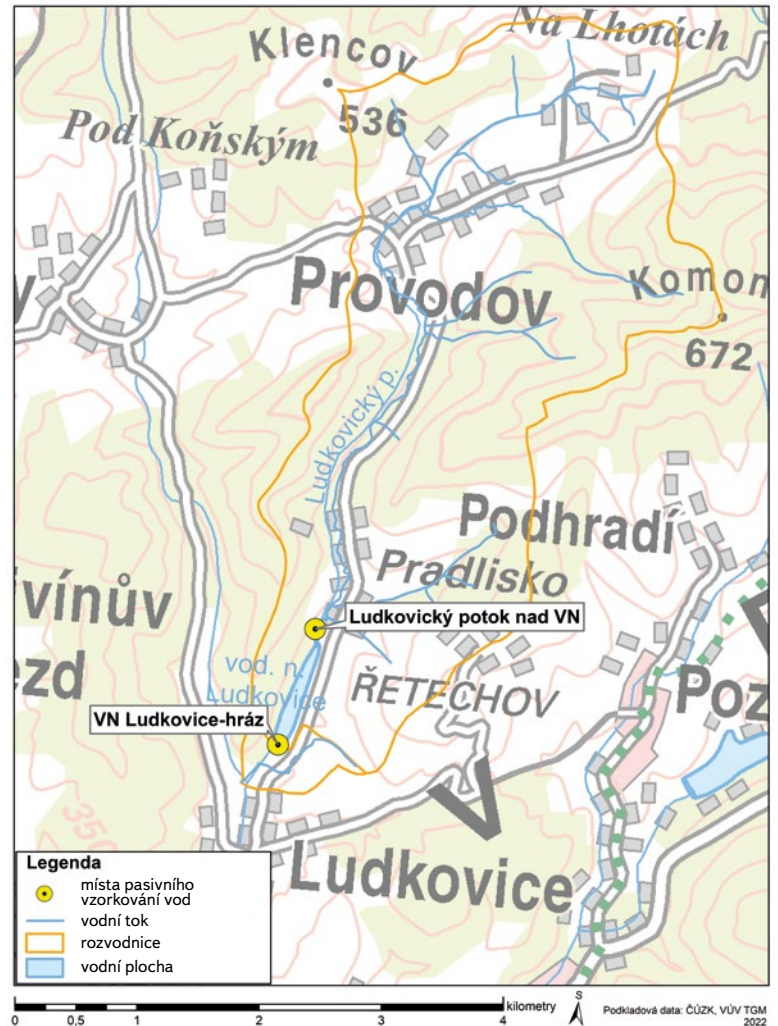 Na Lhotách
Klencov
536
Pod Koňským
Provodov
Komon
672
y
Ludkovický p.
Podhradí
Pradlisko
ivínův
ezd
Ludkovický potok nad VN
vod. n.
Ludkovice
ŘETECHOV
Poz
VN Ludkovice-hráz
V
350
Ludkovice
Legenda
místa pasivního
vzorkování vod
vodní tok
rozvodnice
vodní plocha
0 0,5 1 2 3 4 kilometry
S
Podkladová data: ČÚZK, VÚV TGM
2022